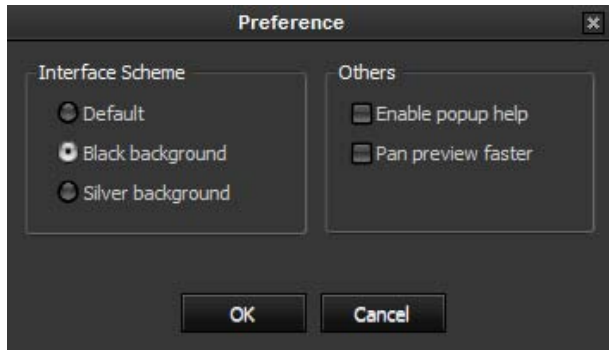 Preference
Interface Scheme
Default
Black background
Silver background
Others
Enable popup help
Pan preview faster
OK
Cancel